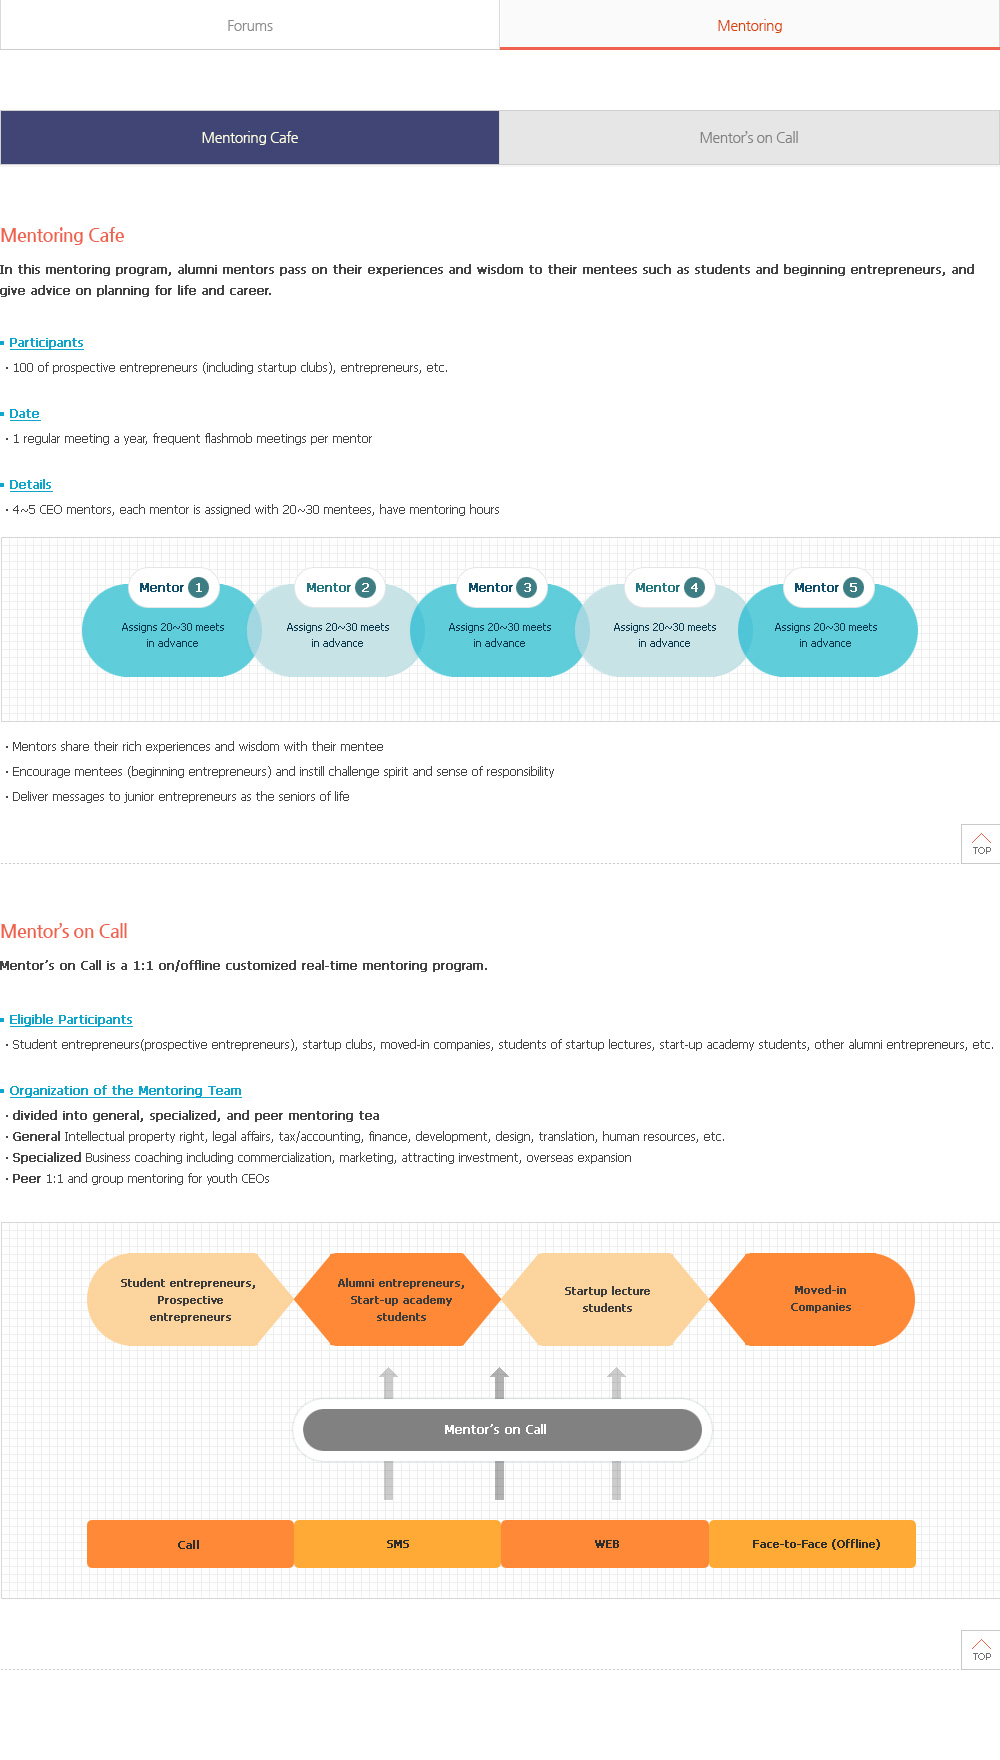 Forums
Mentoring
Mentoring Cafe
Mentor's on Call
Mentoring Cafe
In this mentoring program, alumni mentors pass on their experiences and wisdom to their mentees such as students and beginning entrepreneurs, and
give advice on planning for life and career.
Participants
· 100 of prospective entrepreneurs (including startup clubs), entrepreneurs, etc.
Date
· 1 regular meeting a year, frequent flashmob meetings per mentor
Details
· 4~5 CEO mentors, each mentor is assigned with 20~30 mentees, have mentoring hours
Mentor 1
Assigns 20~30 meets
in advance
Mentor 2
Assigns 20~30 meets
in advance
Mentor 3
Assigns 20~30 meets
in advance
Mentor 4
Assigns 20~30 meets
in advance
Mentor 5
Assigns 20~30 meets
in advance
· Mentors share their rich experiences and wisdom with their mentee
· Encourage mentees (beginning entrepreneurs) and instill challenge spirit and sense of responsibility
· Deliver messages to junior entrepreneurs as the seniors of life
TOP
Mentor's on Call
Mentor's on Call is a 1:1 on/offline customized real-time mentoring program.
Eligible Participants
· Student entrepreneurs(prospective entrepreneurs), startup clubs, moved-in companies, students of startup lectures, start-up academy students, other alumni entrepreneurs, etc.
Organization of the Mentoring Team
· divided into general, specialized, and peer mentoring tea
· General Intellectual property right, legal affairs, tax/accounting, finance, development, design, translation, human resources, etc.
· Specialized Business coaching including commercialization, marketing, attracting investment, overseas expansion
· Peer 1:1 and group mentoring for youth CEOs
Student entrepreneurs,
Prospective
entrepreneurs
Alumni entrepreneurs,
Start-up academy
students
Startup lecture
students
Moved-in
Companies
Mentor's on Call
Call
SMS
WEB
Face-to-Face (Offline)
TOP